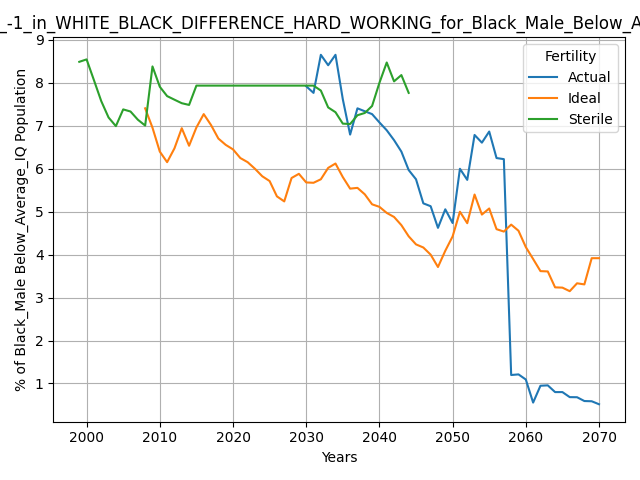 _-1_in_WHITE_BLACK_DIFFERENCE_HARD_WORKING_for_Black_Male_Below_A
% of Black_Male Below_Average_IQ Population
9
8
7
6
5
4
3
2
1
Fertility
Actual
Ideal
Sterile
2000 2010 2020 2030 2040 2050 2060 2070
Years